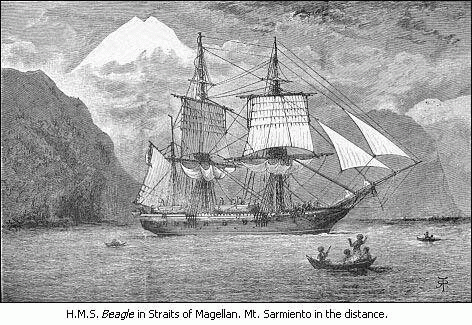 H.M.S. Beagle in Straits of Magellan. Mt. Sarmiento in the distance.